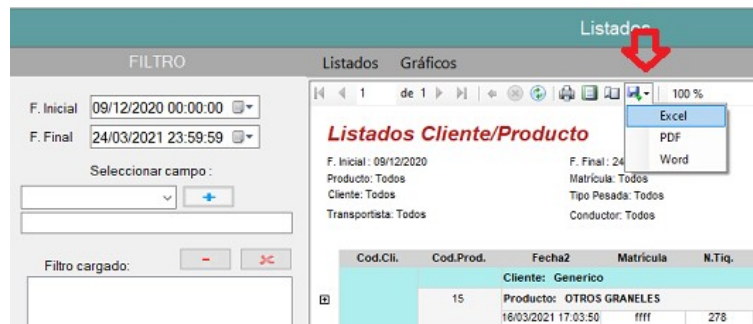 Listados
FILTRO
Listados Gráficos
F. Inicial 09/12/2020 00:00:00
F. Final 24/03/2021 23:59:59
Seleccionar campo :
Filtro cargado:
1 de 1 100 %
Excel
PDF
Word
Listados Cliente/Producto
F. Inicial : 09/12/2020 F. Final : 24
Producto: Todos Matrícula: Todos
Cliente: Todos Tipo Pesada: Todos
Transportista: Todos Conductor: Todos
Cod.Cli. Cod.Prod. Fecha2 Matrícula N.Tiq.
Cliente: Generico
15 Producto: OTROS GRANELES
16/03/2021 17:03:50 ffff 278